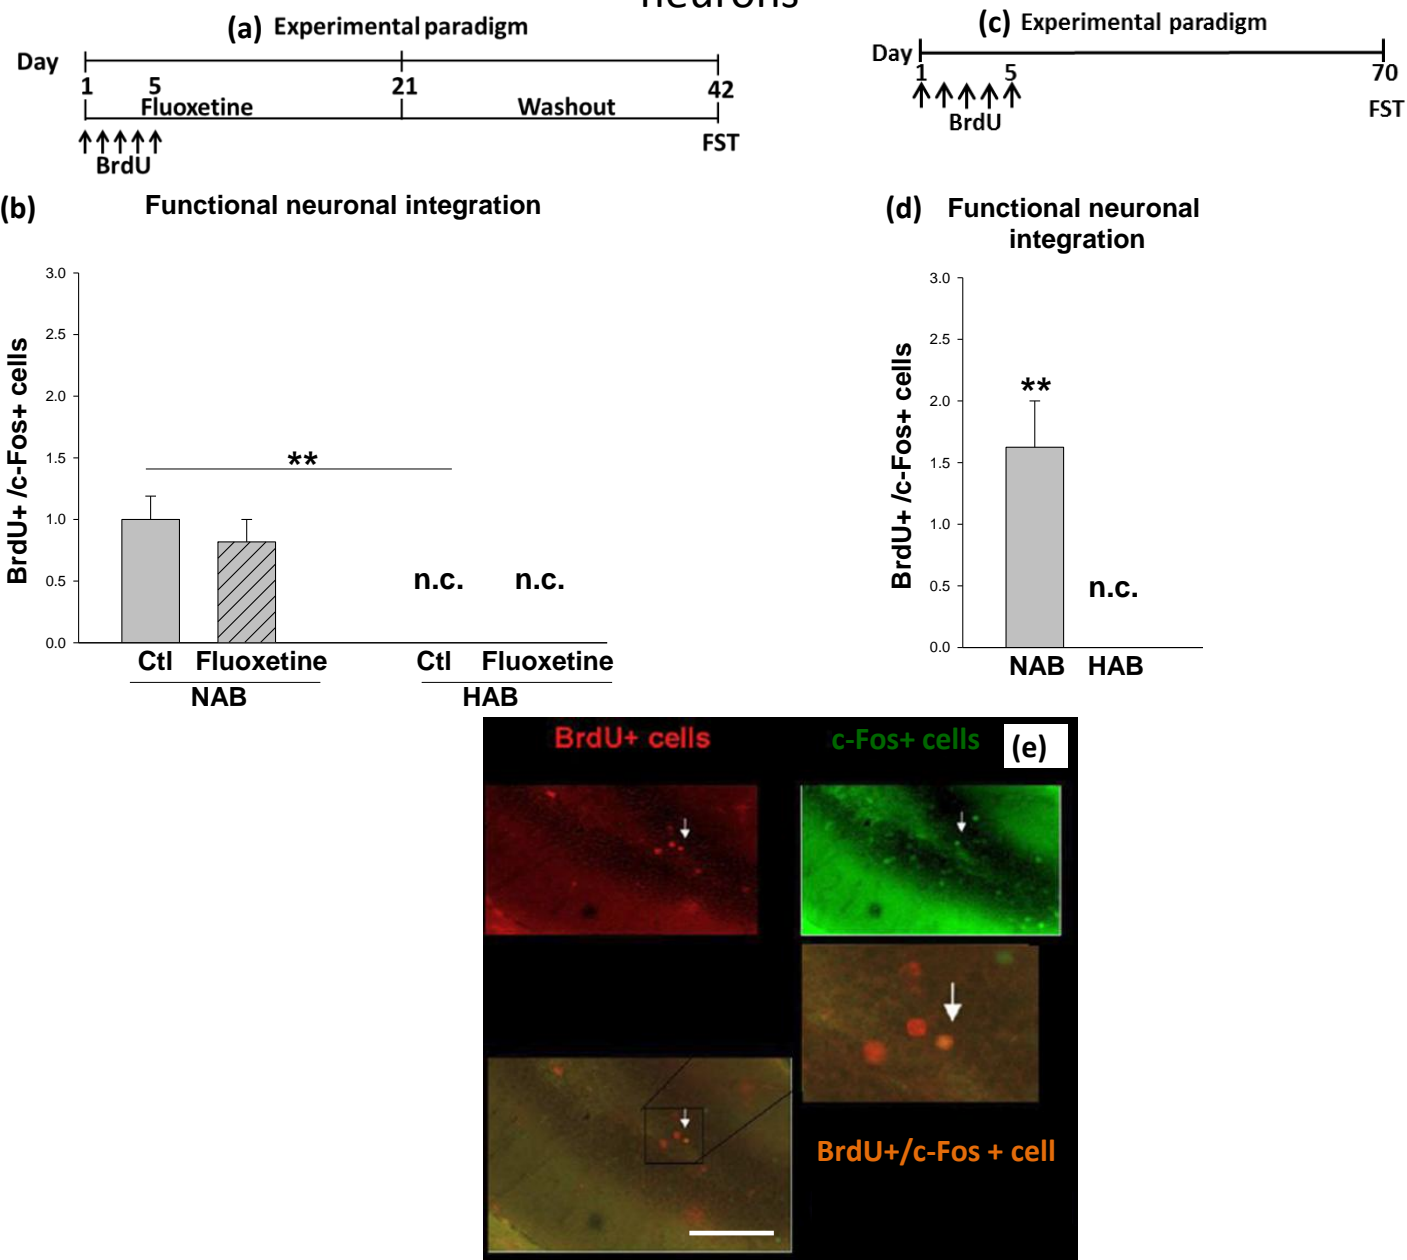 neurons
(a) Experimental paradigm
Day
1 5 21 42
Fluoxetine Washout
FST
BrdU
(c) Experimental paradigm
Day
1 5 70
BrdU
FST
(b) Functional neuronal integration
BrdU+ /c-Fos+ cells
3.0
2.5
2.0
1.5
1.0
0.5
0.0
**
n.c. n.c.
Ctl Fluoxetine Ctl Fluoxetine
NAB HAB
(d) Functional neuronal
integration
BrdU+ /c-Fos+ cells
3.0
2.5
2.0
1.5
1.0
0.5
0.0
**
n.c.
NAB HAB
BrdU+ cells
c-Fos+ cells
(e)
BrdU+/c-Fos + cell